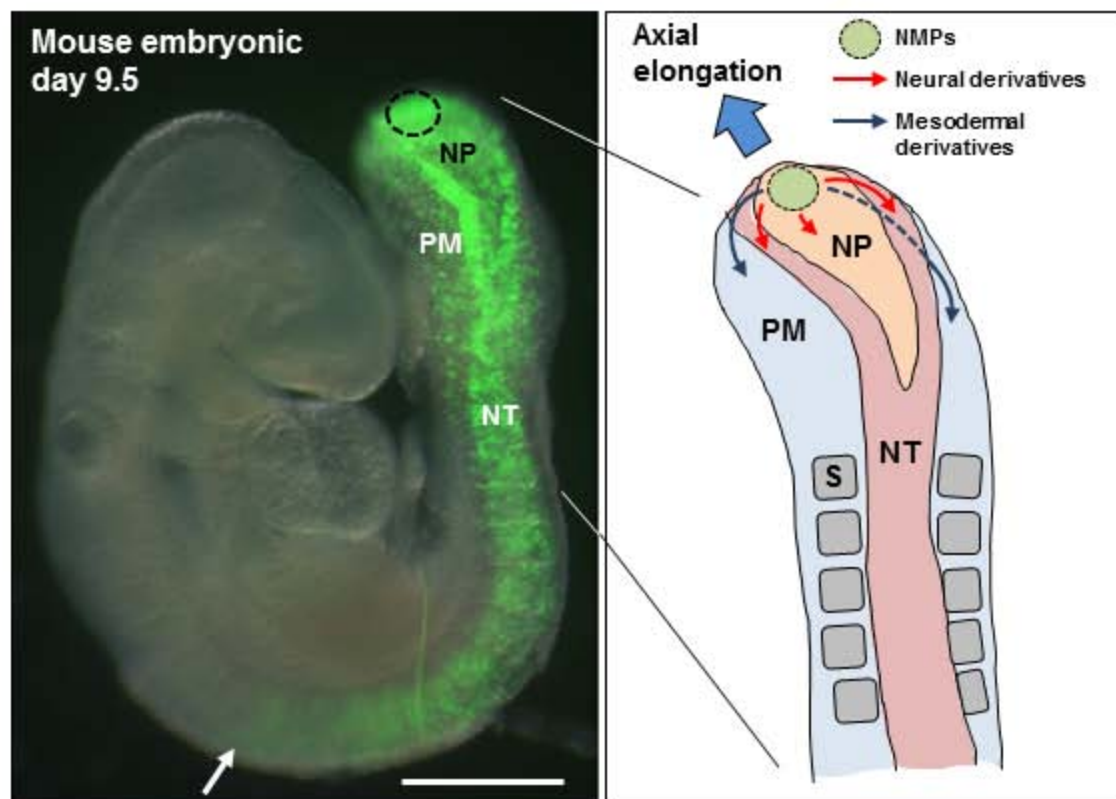 Mouse embryonic
day 9.5
NP
PM
NT
Axial
elongation
NMPs
Neural derivatives
Mesodermal
derivatives
NP
PM
NT
S